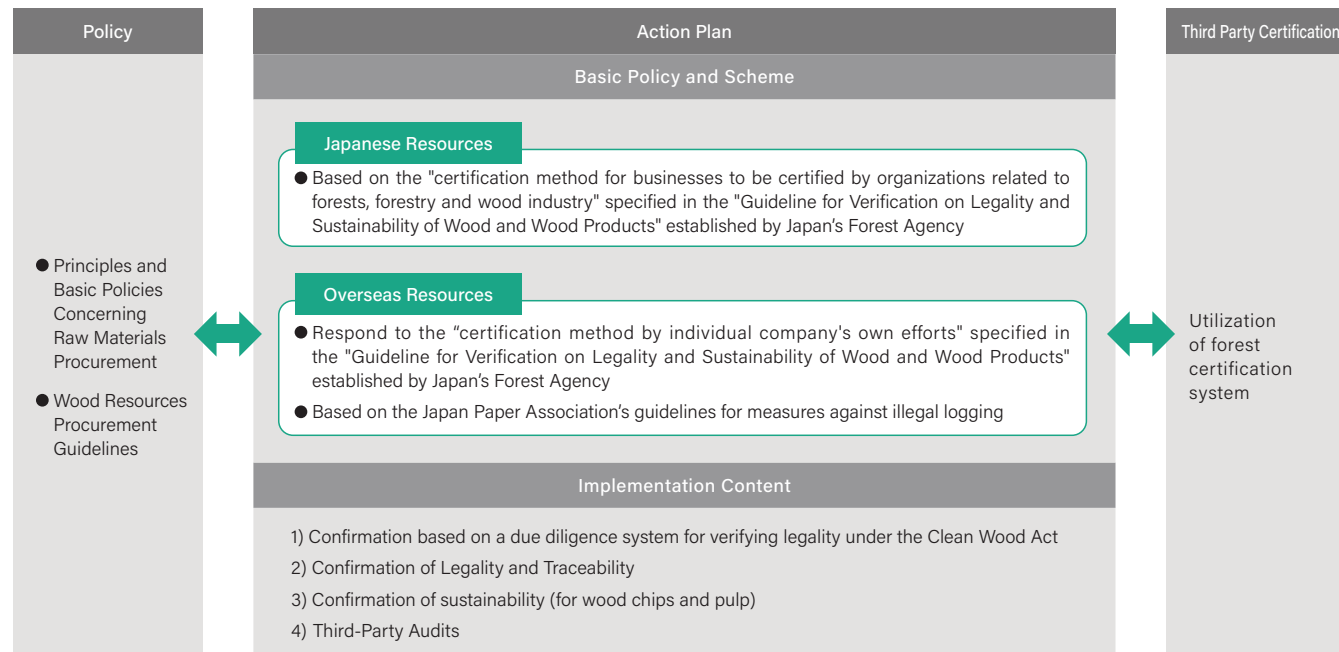 Policy
● Principles and
Basic Policies
Concerning
Raw Materials
Procurement
● Wood Resources
Procurement
Guidelines
Action Plan
Basic Policy and Scheme
Japanese Resources
● Based on the "certification method for businesses to be certified by organizations related to
forests, forestry and wood industry" specified in the "Guideline for Verification on Legality and
Sustainability of Wood and Wood Products" established by Japan's Forest Agency
Overseas Resources
● Respond to the “certification method by individual company's own efforts" specified in
the "Guideline for Verification on Legality and Sustainability of Wood and Wood Products"
established by Japan's Forest Agency
● Based on the Japan Paper Association's guidelines for measures against illegal logging
Implementation Content
1) Confirmation based on a due diligence system for verifying legality under the Clean Wood Act
2) Confirmation of Legality and Traceability
3) Confirmation of sustainability (for wood chips and pulp)
4) Third-Party Audits
Third Party Certification
Utilization
of forest
certification
system